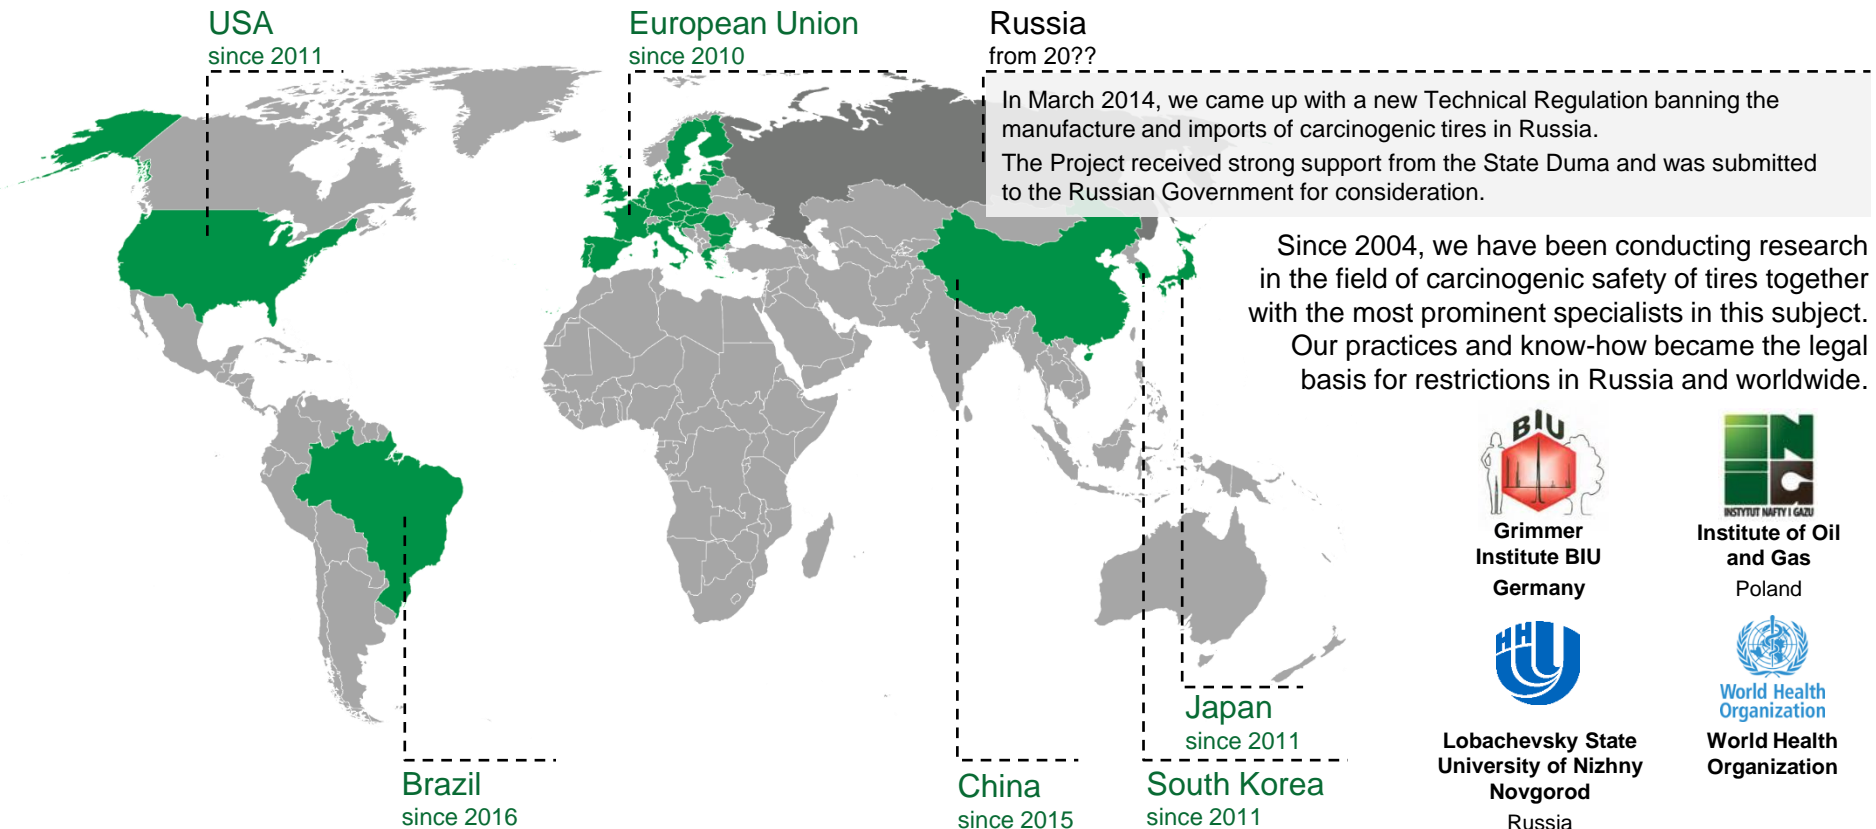 USA
since 2011
European Union
since 2010
Russia
from 20??
In March 2014, we came up with a new Technical Regulation banning the
manufacture and imports of carcinogenic tires in Russia.
The Project received strong support from the State Duma and was submitted
to the Russian Government for consideration.
Since 2004, we have been conducting research
in the field of carcinogenic safety of tires together
with the most prominent specialists in this subject.
Our practices and know-how became the legal
basis for restrictions in Russia and worldwide.
BIU
Grimmer
Institute BIU
Germany
INiG
INSTYTUT NAFTY I GAZU
Institute of Oil
and Gas
Poland
ННU
Lobachevsky State
University of Nizhny
Novgorod
Russia
World Health
Organization
World Health
Organization
Japan
since 2011
Brazil
since 2016
China
since 2015
South Korea
since 2011